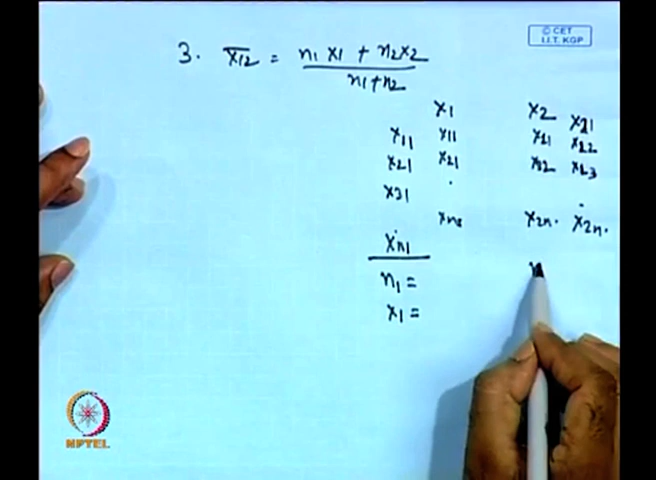 © CET
I.I.T. KGP
3. X̅12 = n1 X1 + n2 X2 / n1+n2
X1 X2 X21
X11 X11 X21 X22
X21 X21 X22 X23
X31 .
Xn1 X2n. X2n.
Xn1
n1 = n
X1 =
NPTEL